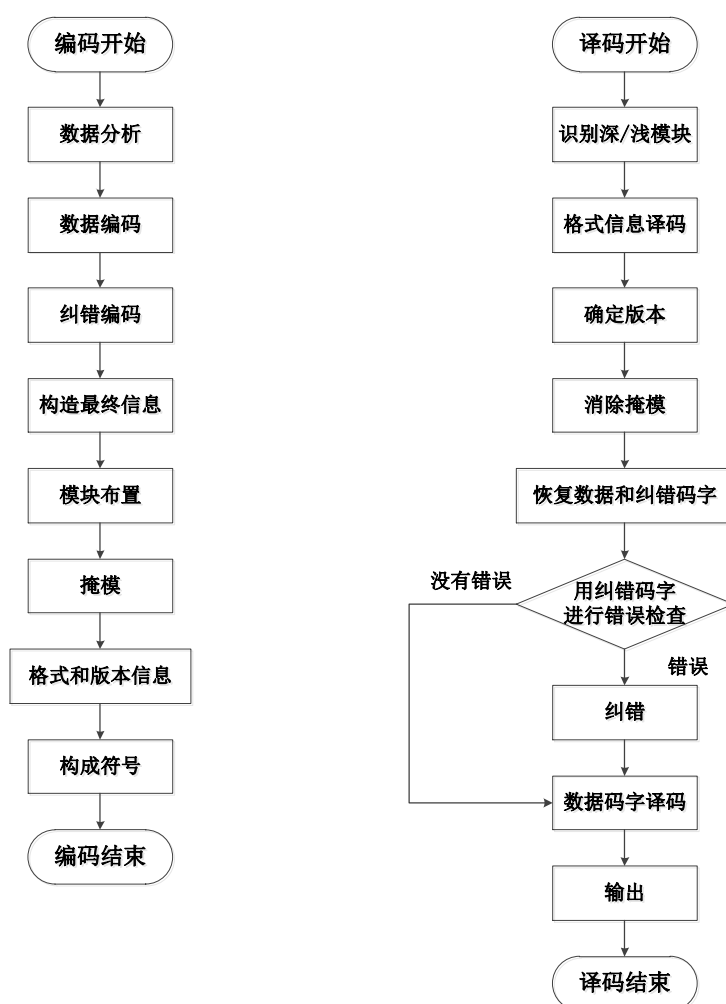 编码开始
数据分析
数据编码
纠错编码
构造最终信息
模块布置
掩模
格式和版本信息
构成符号
编码结束
译码开始
识别深/浅模块
格式信息译码
确定版本
消除掩模
恢复数据和纠错码字
没有错误
用纠错码字
进行错误检查
错误
纠错
数据码字译码
输出
译码结束